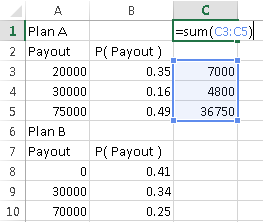 A B C
1 Plan A =sum(C3:C5)
2 Payout P( Payout )
3 20000 0.35 7000
4 30000 0.16 4800
5 75000 0.49 36750
6 Plan B
7 Payout P( Payout )
8 0 0.41
9 30000 0.34
10 70000 0.25